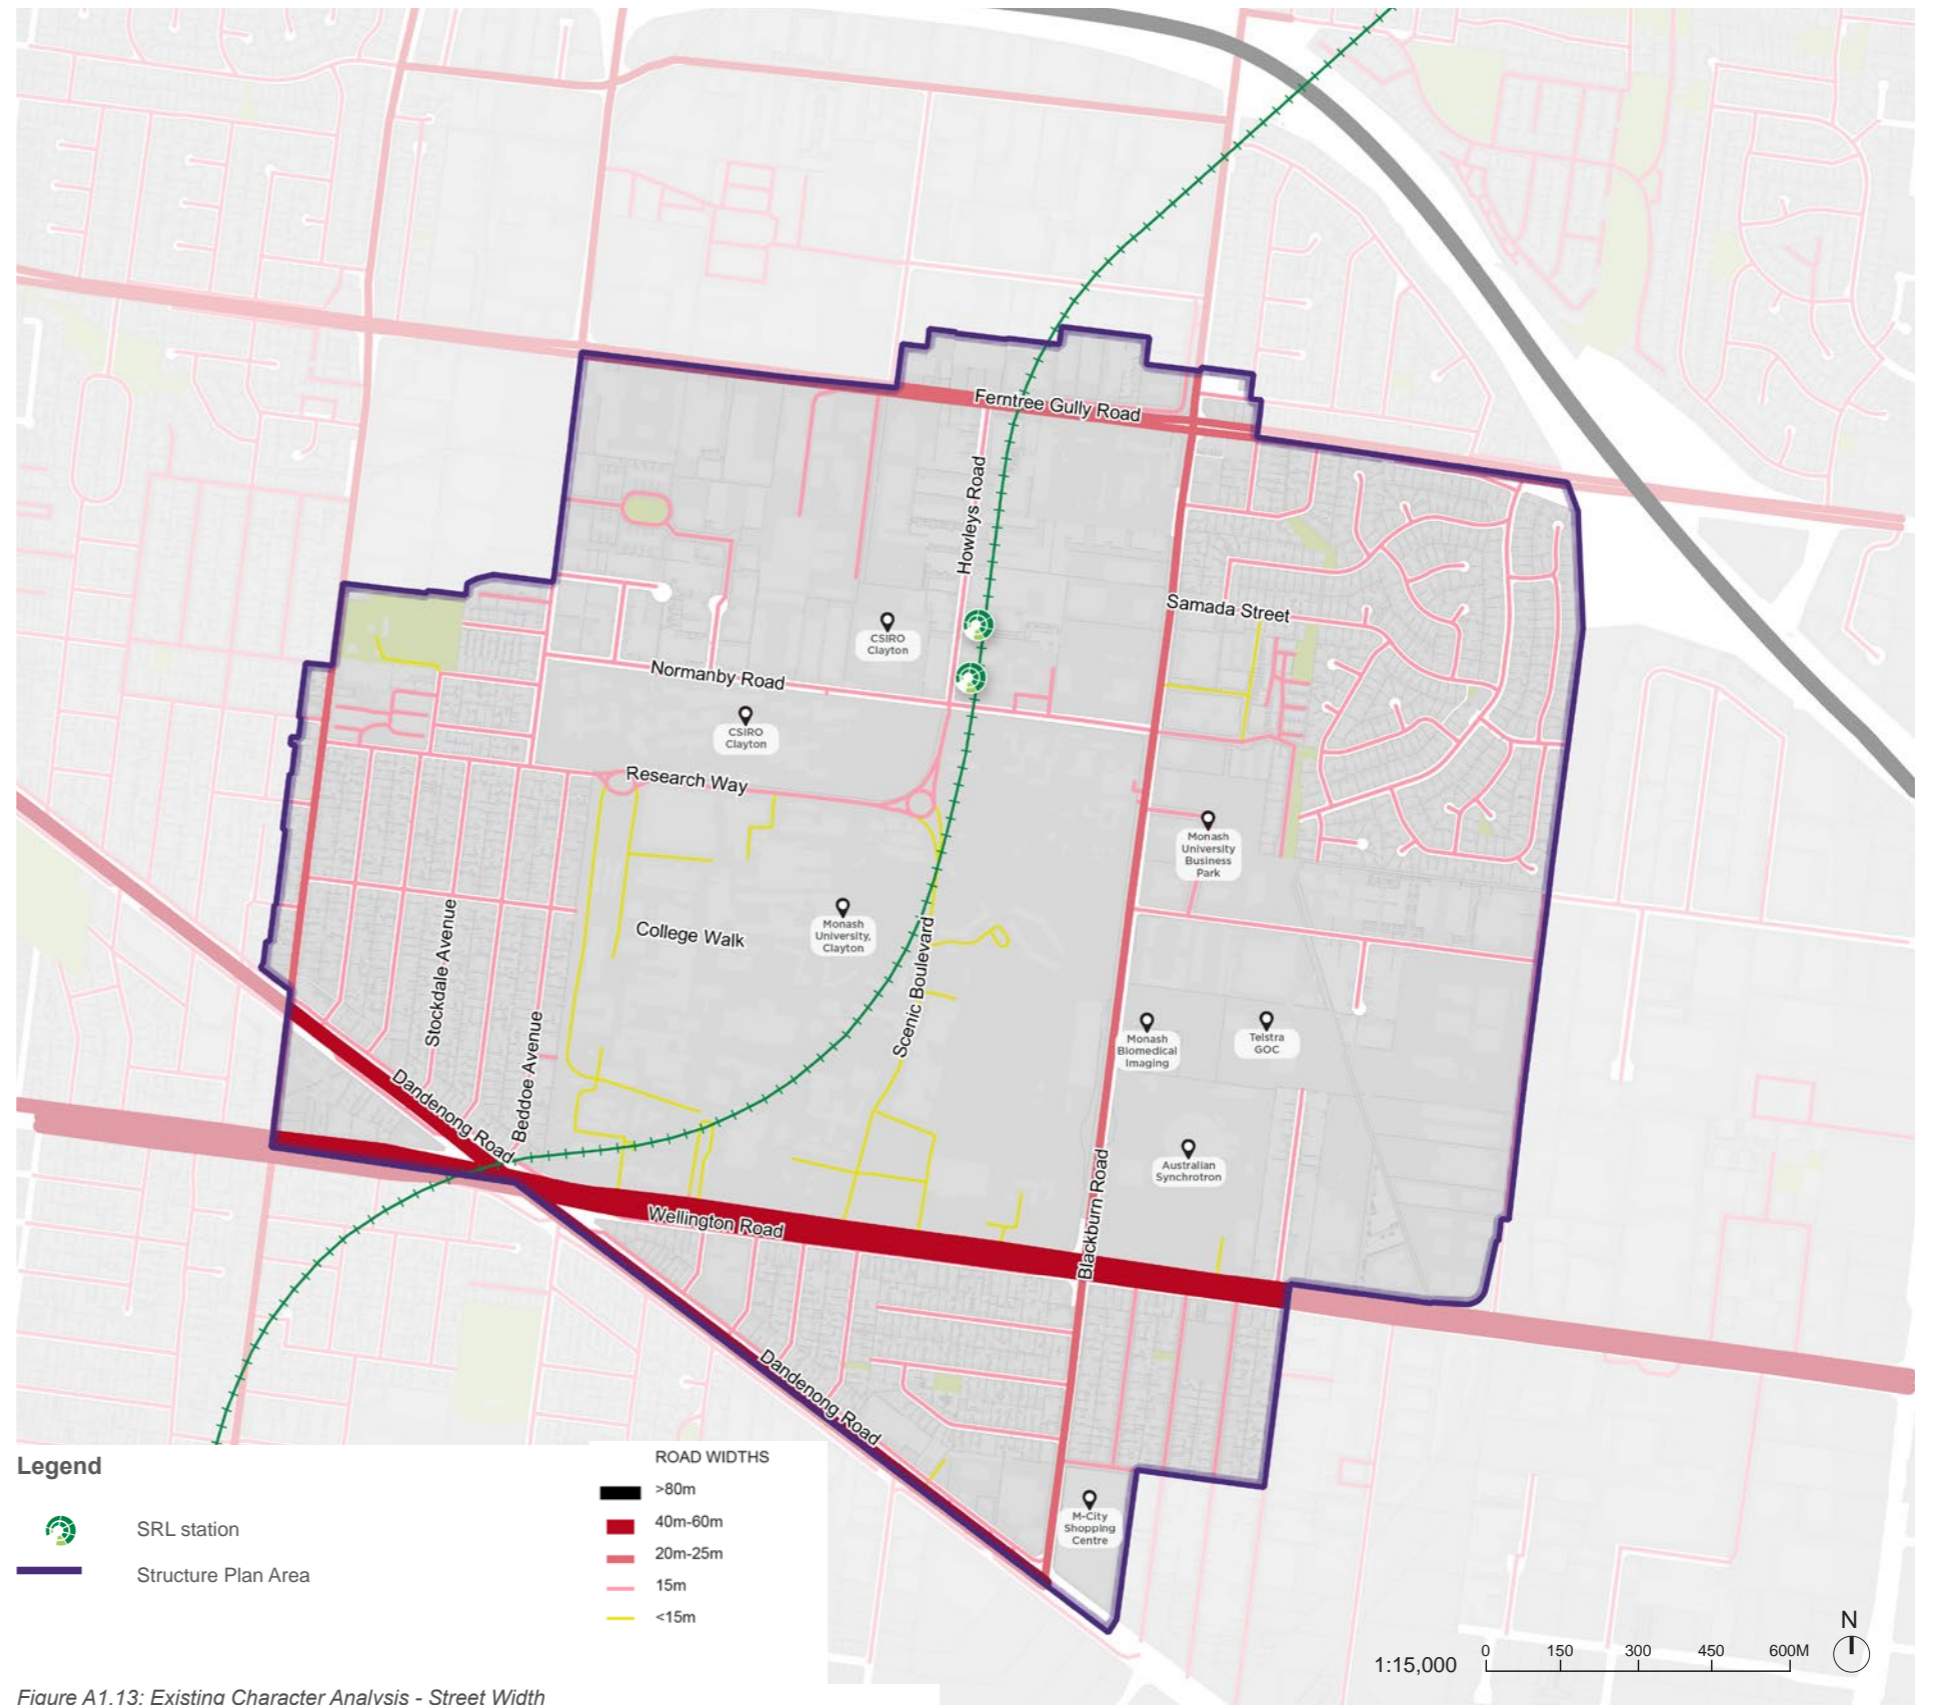 Ferntree Gully Road
Howleys Road
Samada Street
CSIRO
Clayton
Normanby Road
CSIRO
Clayton
Research Way
Monash
University
Business
Park
Stockdale Avenue
College Walk
Monash
University,
Clayton
Scenic Boulevard
Beddoe Avenue
Monash
Biomedical
Imaging
Telstra
GOC
Dandenong Road
Australian
Synchrotron
Blackburn Road
Wellington Road
Dandenong Road
M-City
Shopping
Centre
Legend
SRL station
Structure Plan Area
ROAD WIDTHS
>80m
40m-60m
20m-25m
15m
<15m
N
1:15,000
0 150 300 450 600M
Figure A1.13: Existing Character Analysis - Street Width